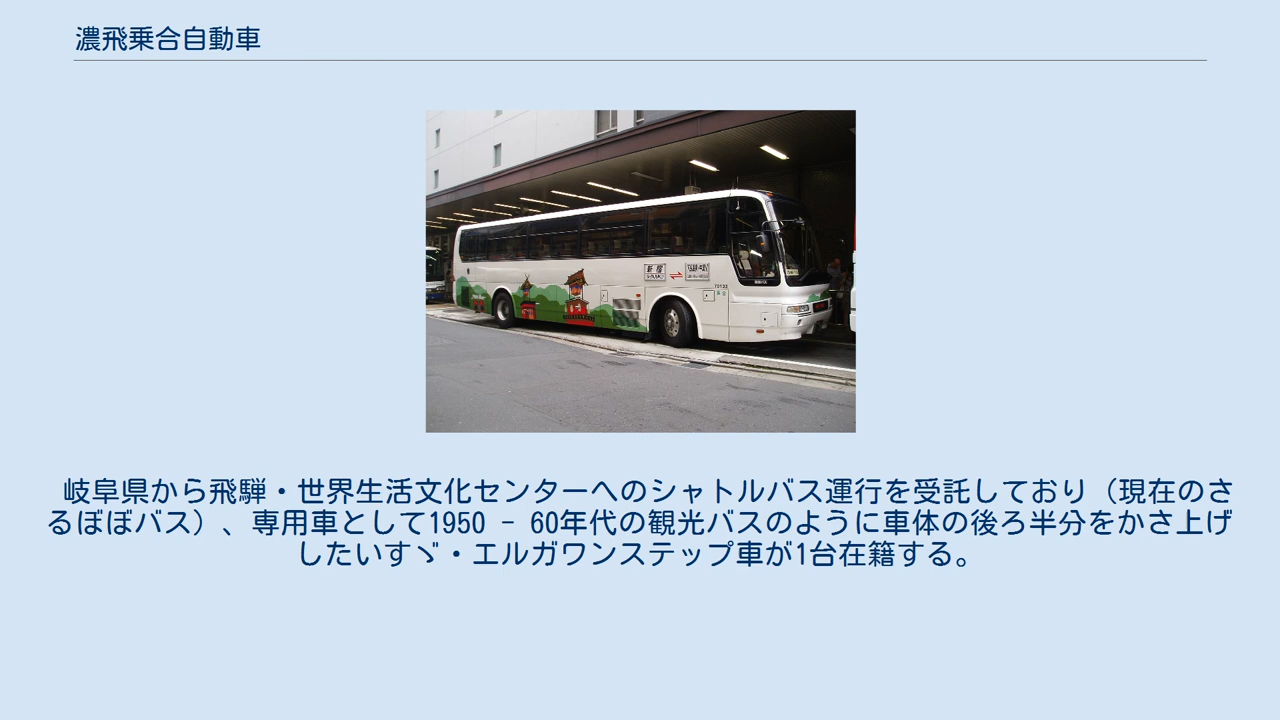 濃飛乗合自動車
新宿
岐阜県から飛騨・世界生活文化センターへのシャトルバス運行を受託しており（現在のさ
るぼぼバス）、専用車として1950 - 60年代の観光バスのように車体の後ろ半分をかさ上げ
したいすゞ・エルガワンステップ車が1台在籍する。